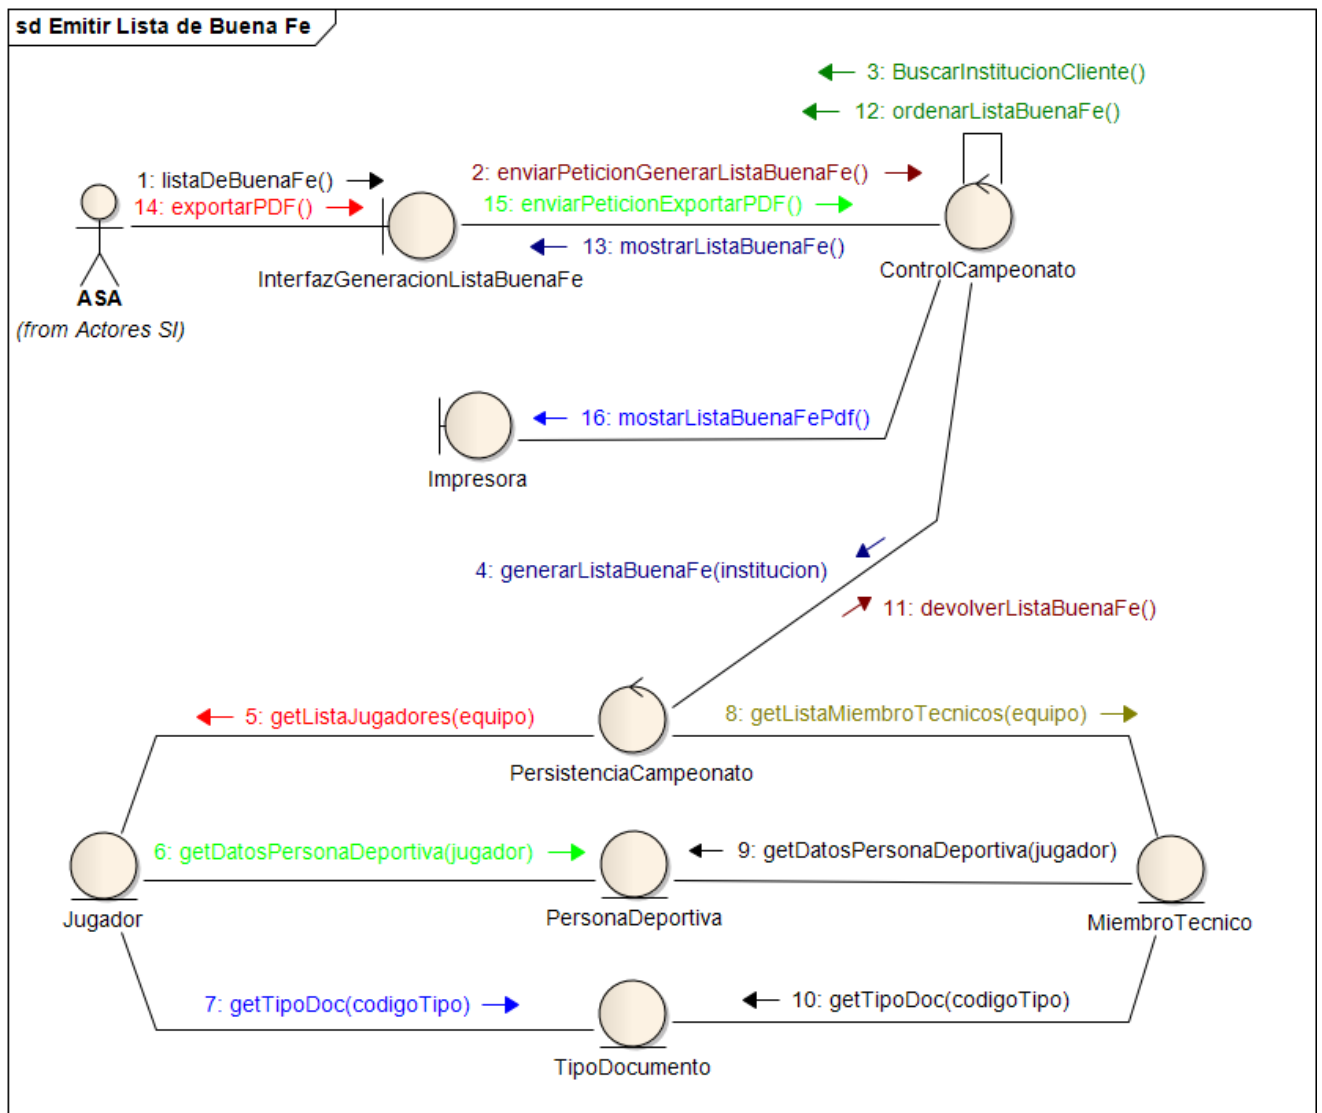 sd Emitir Lista de Buena Fe
3: BuscarInstitucionCliente()
12: ordenarListaBuenaFe()
1: listaDeBuenaFe()
2: enviarPeticionGenerarListaBuenaFe()
14: exportarPDF()
15: enviarPeticionExportarPDF()
13: mostrarListaBuenaFe()
ControlCampeonato
InterfazGeneracionListaBuenaFe
ASA
(from Actores SI)
16: mostarListaBuenaFePdf()
Impresora
4: generarListaBuenaFe(institucion)
11: devolverListaBuenaFe()
5: getListaJugadores(equipo)
8: getListaMiembroTecnicos(equipo)
PersistenciaCampeonato
6: getDatosPersonaDeportiva(jugador)
9: getDatosPersonaDeportiva(jugador)
Jugador
PersonaDeportiva
MiembroTecnico
7: getTipoDoc(codigoTipo)
10: getTipoDoc(codigoTipo)
TipoDocumento